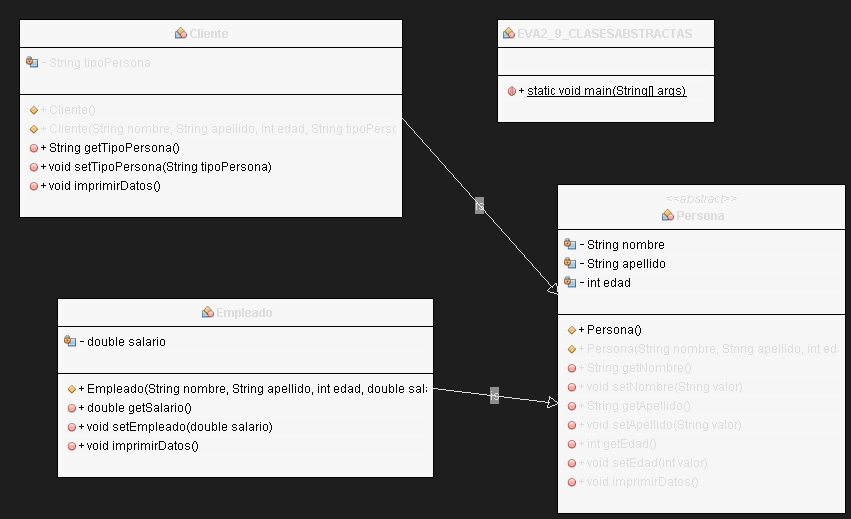 Cliente
- String tipoPersona
+ Cliente()
+ Cliente(String nombre, String apellido, int edad, String tipoPerso
+ String getTipoPersona()
+ void setTipoPersona(String tipoPersona)
+ void imprimirDatos()
EVA2_9_CLASESABSTRACTAS
+ static void main(String[] args)
Is
<<abstract>>
Persona
- String nombre
- String apellido
- int edad
+ Persona()
+ Persona(String nombre, String apellido, int eda
+ String getNombre()
+ void setNombre(String valor)
+ String getApellido()
+ void setApellido(String valor)
+ int getEdad()
+ void setEdad(int valor)
+ void imprimirDatos()
Empleado
- double salario
+ Empleado(String nombre, String apellido, int edad, double sala
+ double getSalario()
+ void setEmpleado(double salario)
+ void imprimirDatos()
Is